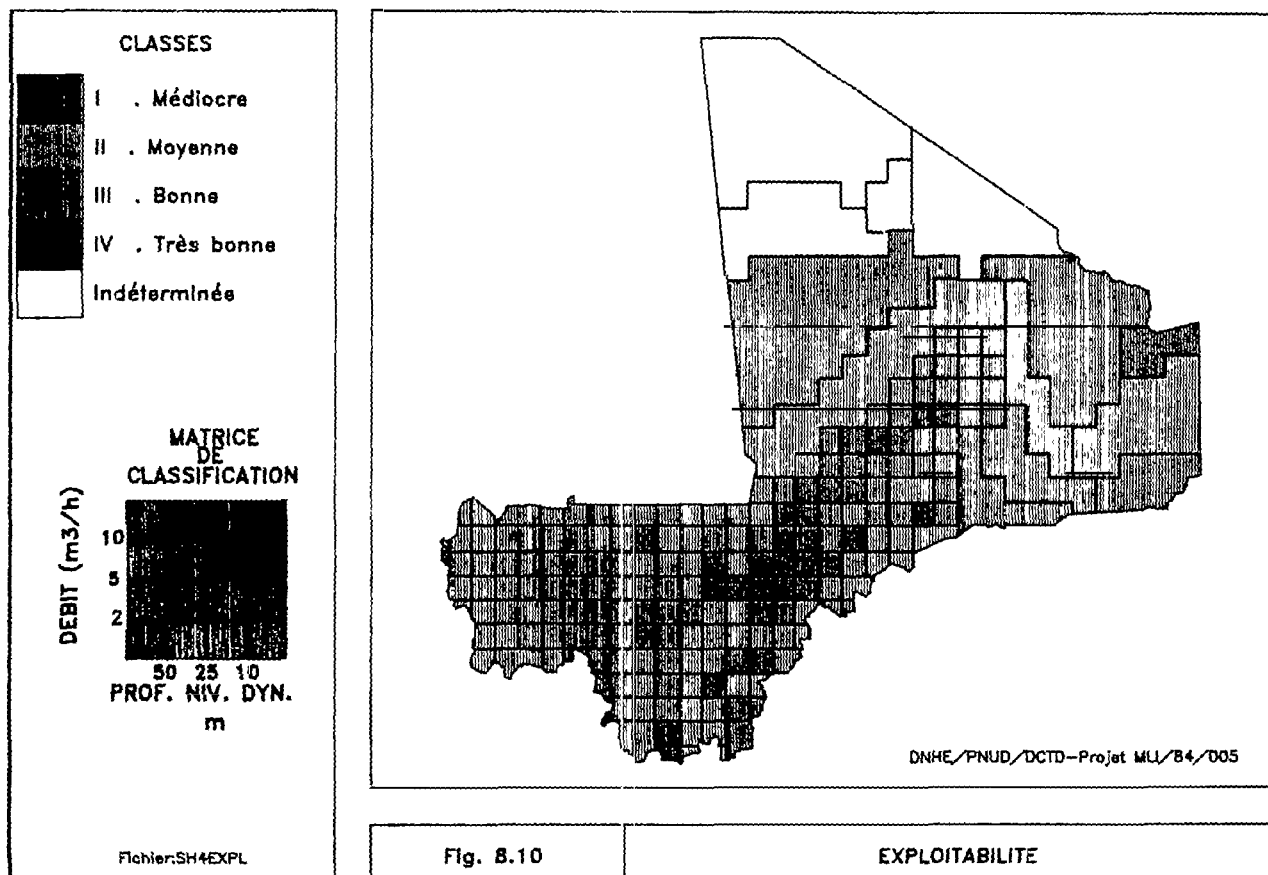 CLASSES
I . Médiocre
II . Moyenne
III . Bonne
IV . Très bonne
Indéterminée
MATRICE
DE
CLASSIFICATION
DEBIT (m3/h)
10
5
2
50 25 10
PROF. NIV. DYN.
m
Fichier:SH4EXPL
DNHE/PNUD/DCTD-Projet MLI/84/005
Fig. 8.10
EXPLOITABILITE